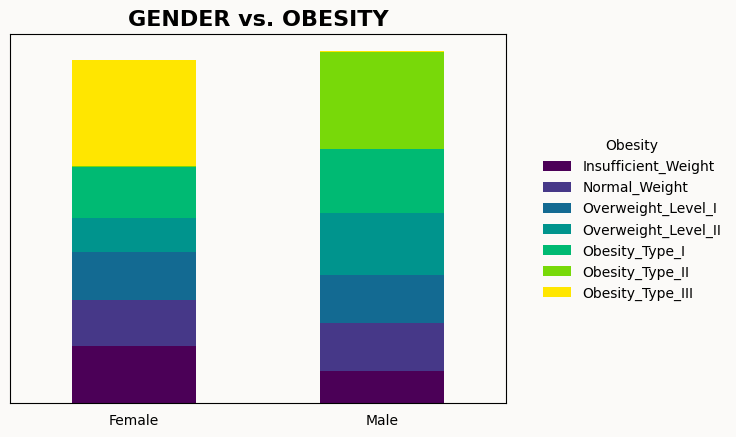 GENDER vs. OBESITY
Obesity
Insufficient_Weight
Normal_Weight
Overweight_Level_I
Overweight_Level_II
Obesity_Type_I
Obesity_Type_II
Obesity_Type_III
Female
Male